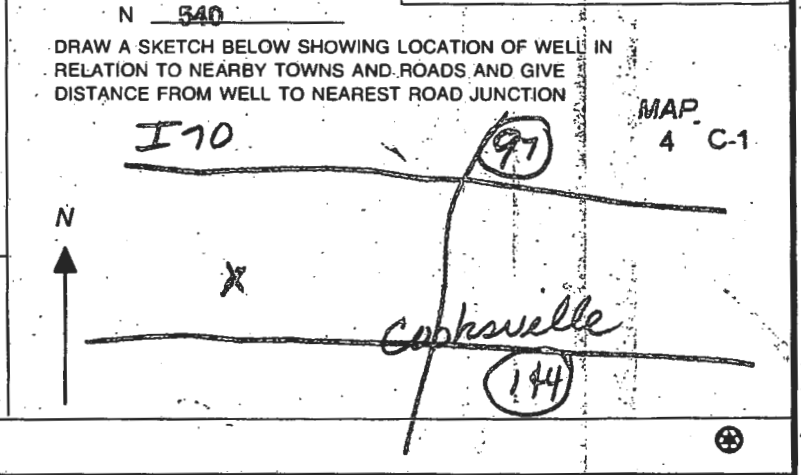 N 540
DRAW A SKETCH BELOW SHOWING LOCATION OF WELL IN
RELATION TO NEARBY TOWNS AND ROADS AND GIVE
DISTANCE FROM WELL TO NEAREST ROAD JUNCTION
MAP
4 C-1
I70
97
N
X
Cooksville
144